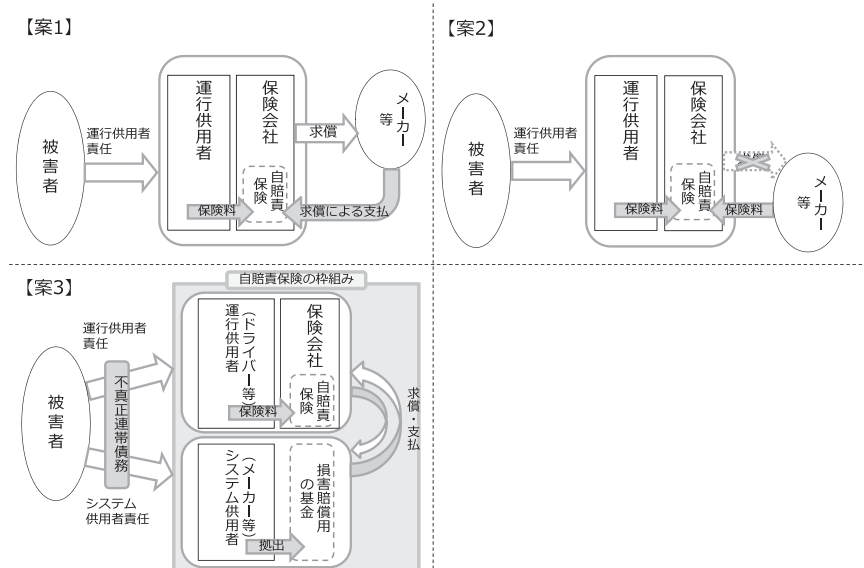 【案1】
被害者
運行供用者
責任
運行供用者
保険会社
自賠責
保険
保険料
求償
メーカー
等
求償による支払
【案2】
被害者
運行供用者
責任
運行供用者
保険会社
自賠責
保険
保険料
保険料
メーカー
等
【案3】
自賠責保険の枠組み
被害者
運行供用者
責任
不真正連帯債務
システム
供用者責任
(ドライバー等)
運行供用者
保険会社
自賠責
保険
保険料
求償・支払
(メーカー等)
システム供用者
損害賠償用
の基金
拠出